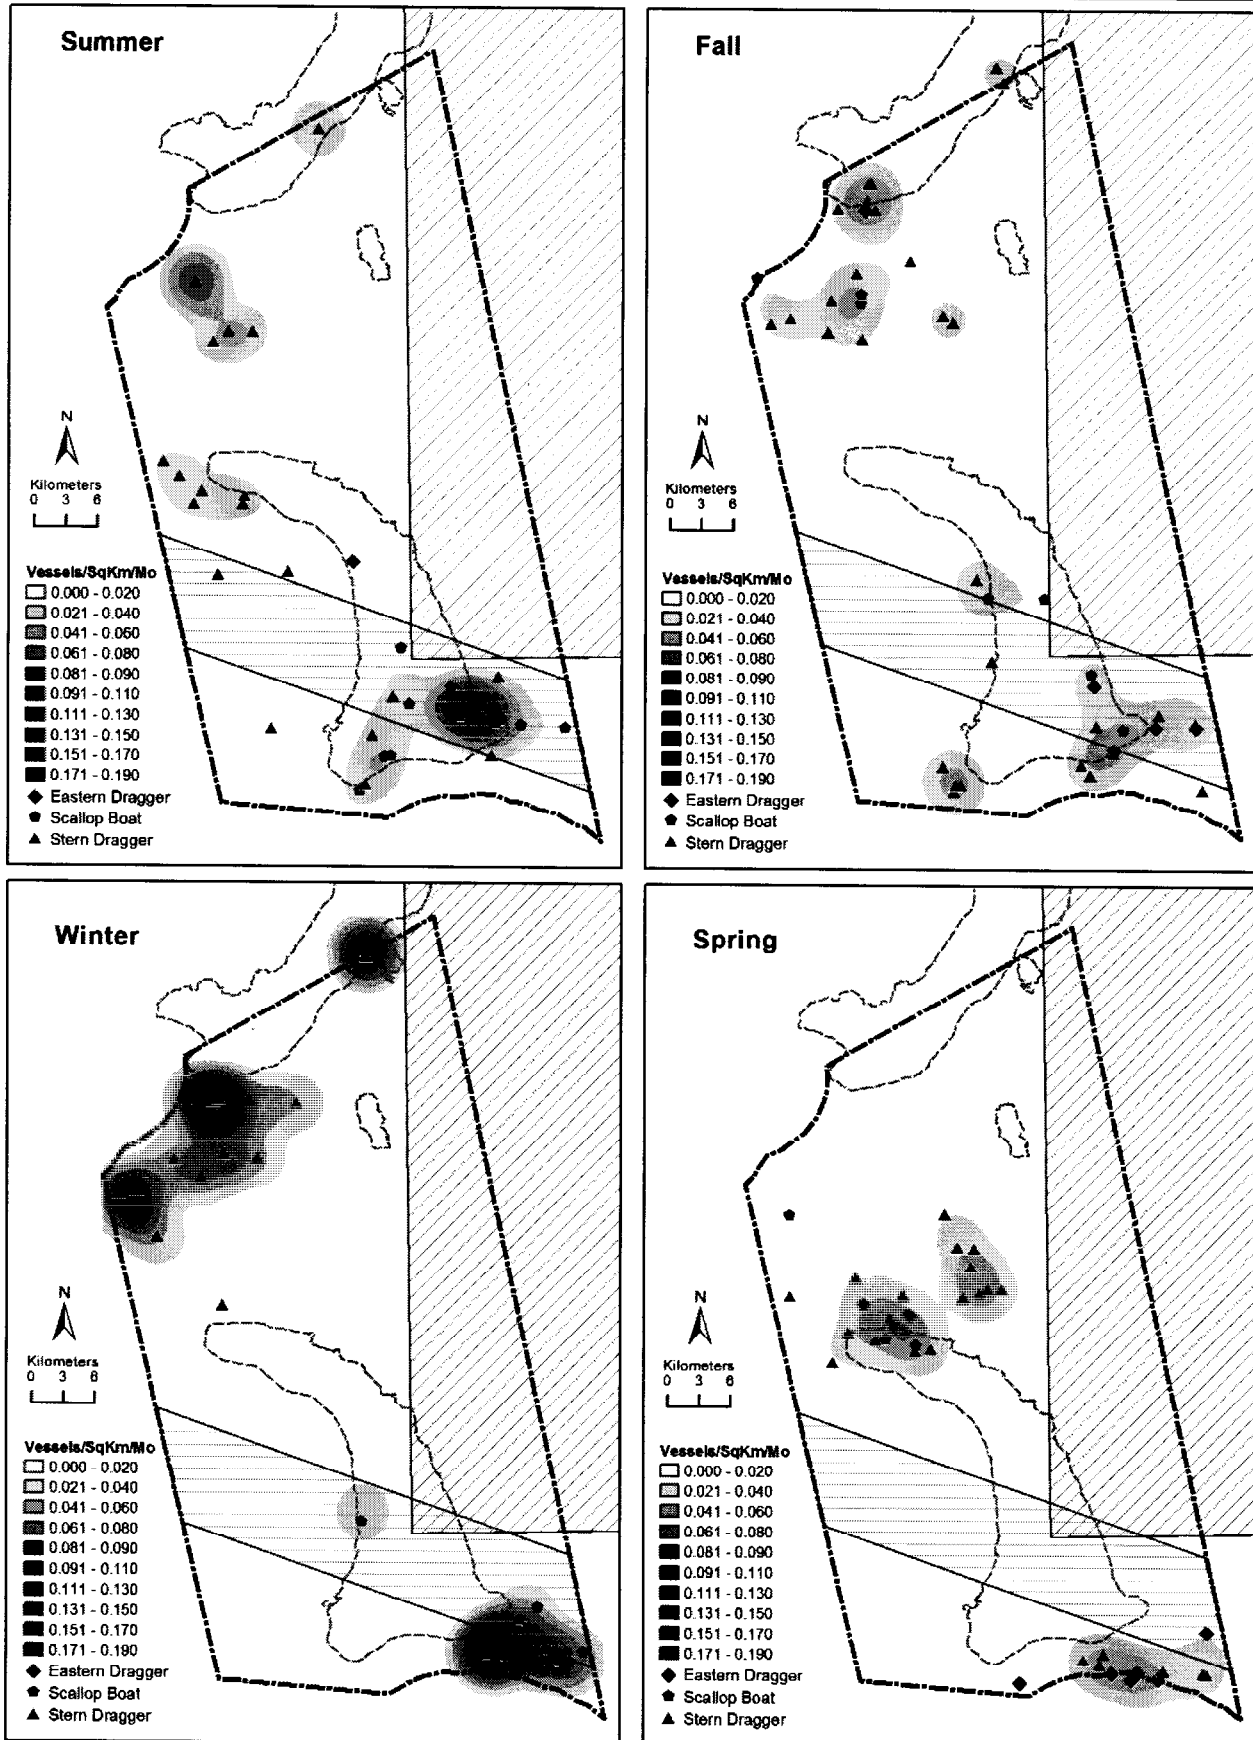 Summer
N
Kilometers
0 3 6
Vessels/SqKm/Mo
0.000 - 0.020
0.021 - 0.040
0.041 - 0.060
0.061 - 0.080
0.081 - 0.090
0.091 - 0.110
0.111 - 0.130
0.131 - 0.150
0.151 - 0.170
0.171 - 0.190
Eastern Dragger
Scallop Boat
Stern Dragger
Fall
N
Kilometers
0 3 6
Vessels/SqKm/Mo
0.000 - 0.020
0.021 - 0.040
0.041 - 0.060
0.061 - 0.080
0.081 - 0.090
0.091 - 0.110
0.111 - 0.130
0.131 - 0.150
0.151 - 0.170
0.171 - 0.190
Eastern Dragger
Scallop Boat
Stern Dragger
Winter
N
Kilometers
0 3 6
Vessels/SqKm/Mo
0.000 - 0.020
0.021 - 0.040
0.041 - 0.060
0.061 - 0.080
0.081 - 0.090
0.091 - 0.110
0.111 - 0.130
0.131 - 0.150
0.151 - 0.170
0.171 - 0.190
Eastern Dragger
Scallop Boat
Stern Dragger
Spring
N
Kilometers
0 3 6
Vessels/SqKm/Mo
0.000 - 0.020
0.021 - 0.040
0.041 - 0.060
0.061 - 0.080
0.081 - 0.090
0.091 - 0.110
0.111 - 0.130
0.131 - 0.150
0.151 - 0.170
0.171 - 0.190
Eastern Dragger
Scallop Boat
Stern Dragger